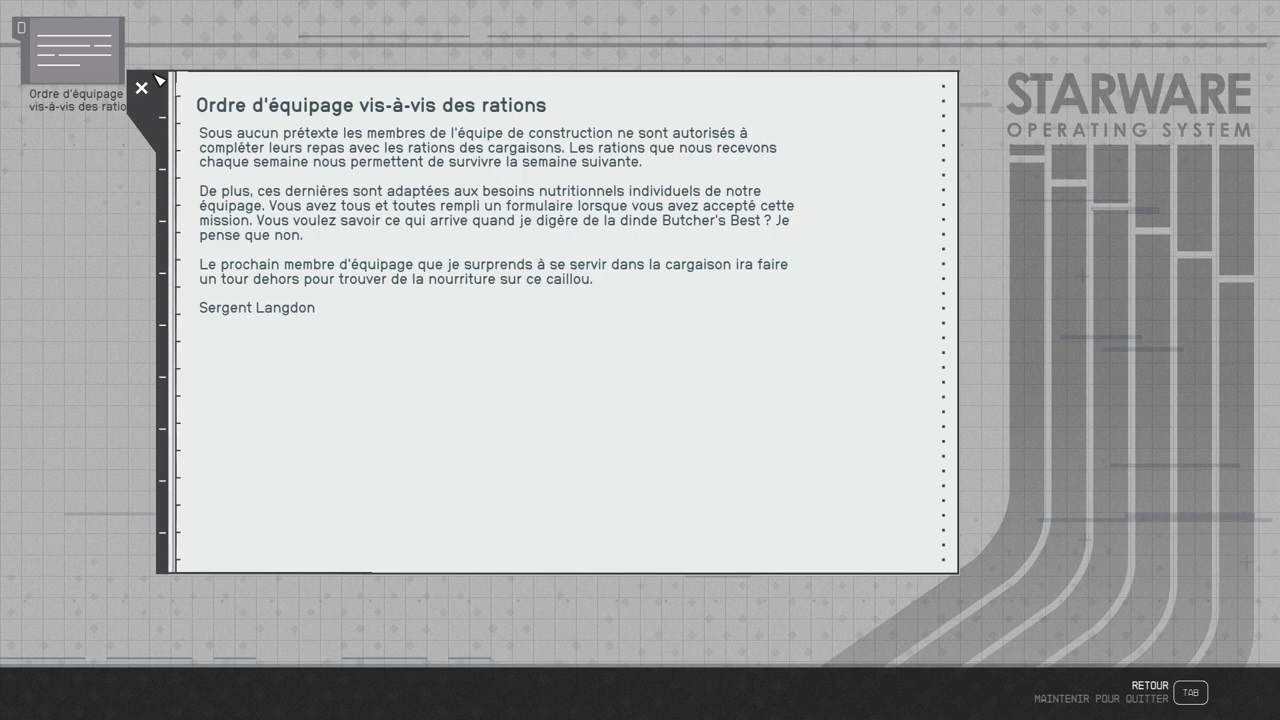 D
Ordre d'équipage
vis-à-vis des ratio
STARWARE
OPERATING SYSTEM
Ordre d'équipage vis-à-vis des rations
Sous aucun prétexte les membres de l'équipe de construction ne sont autorisés à
compléter leurs repas avec les rations des cargaisons. Les rations que nous recevons
chaque semaine nous permettent de survivre la semaine suivante.
De plus, ces dernières sont adaptées aux besoins nutritionnels individuels de notre
équipage. Vous avez tous et toutes rempli un formulaire lorsque vous avez accepté cette
mission. Vous voulez savoir ce qui arrive quand je digère de la dinde Butcher's Best ? Je
pense que non.
Le prochain membre d'équipage que je surprends à se servir dans la cargaison ira faire
un tour dehors pour trouver de la nourriture sur ce caillou.
Sergent Langdon
RETOUR
MAINTENIR POUR QUITTER
TAB